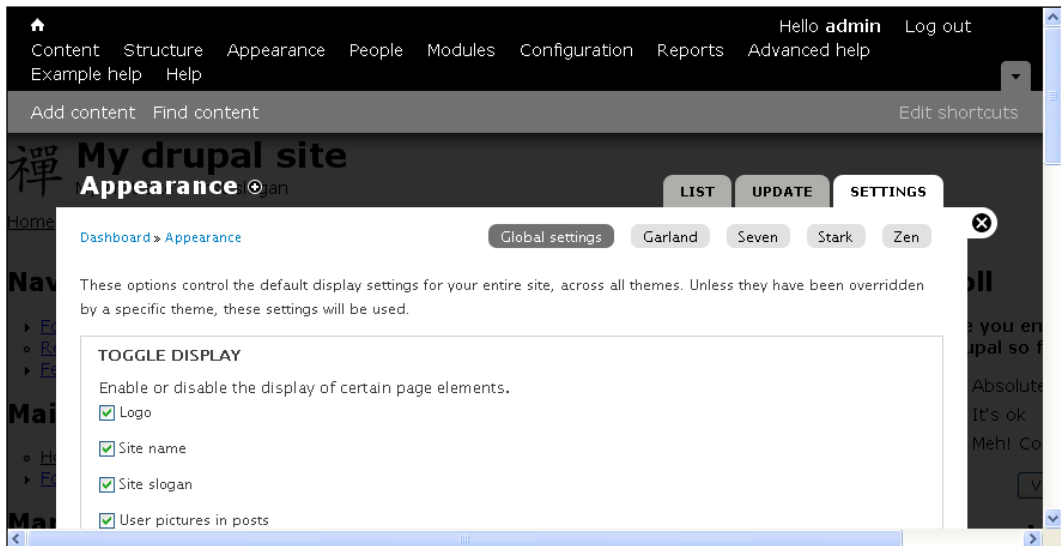 Hello admin Log out
Content Structure Appearance People Modules Configuration Reports Advanced help
Example help Help
Add content Find content Edit shortcuts
禪 My drupal site
Appearance
LIST UPDATE SETTINGS
Home
Dashboard » Appearance Global settings Garland Seven Stark Zen
These options control the default display settings for your entire site, across all themes. Unless they have been overridden
by a specific theme, these settings will be used.
TOGGLE DISPLAY
Enable or disable the display of certain page elements.
Logo
Site name
Site slogan
User pictures in posts
Absolute
It's ok
Meh!